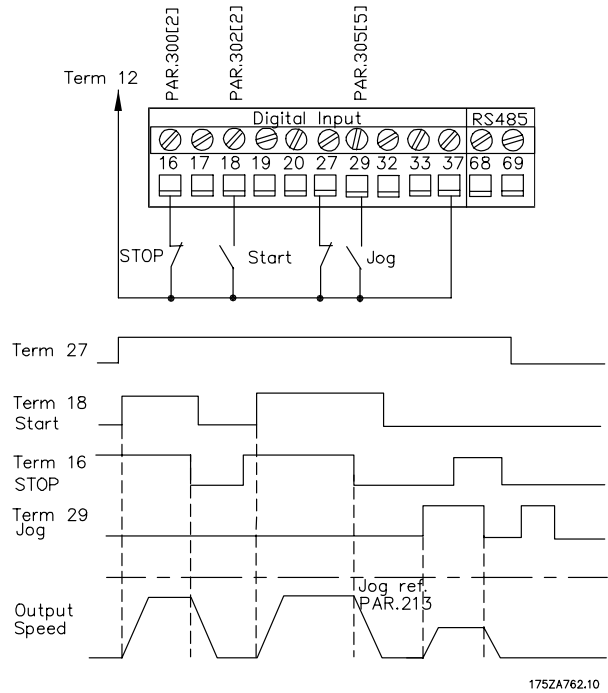 PAR.300[2]
PAR.302[2]
PAR.305[5]
Term 12
Digital Input RS485
16 17 18 19 20 27 29 32 33 37 68 69
STOP Start Jog
Term 27
Term 18
Start
Term 16
STOP
Term 29
Jog
Jog ref.
PAR.213
Output
Speed
175ZA762.10